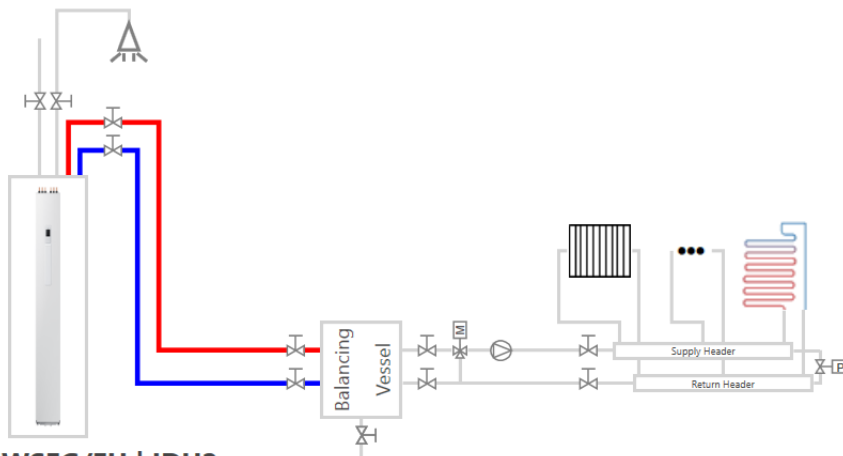 Balancing
Vessel
M
Supply Header
Return Header
P